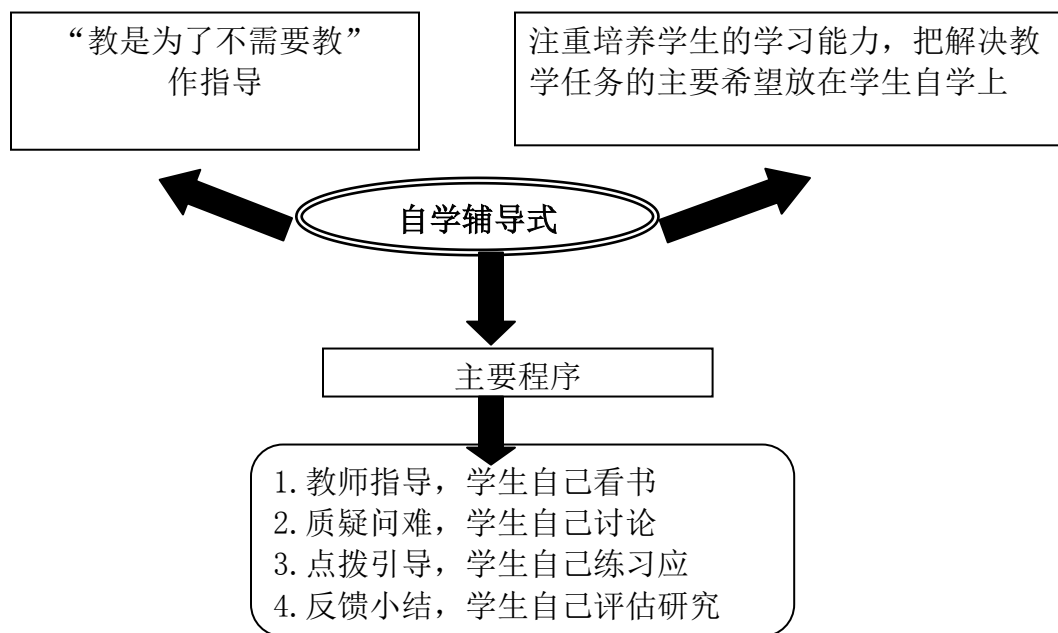 “教是为了不需要教”
作指导
注重培养学生的学习能力，把解决教
学任务的主要希望放在学生自学上
自学辅导式
主要程序
1.教师指导，学生自己看书
2.质疑问难，学生自己讨论
3.点拨引导，学生自己练习应
4.反馈小结，学生自己评估研究